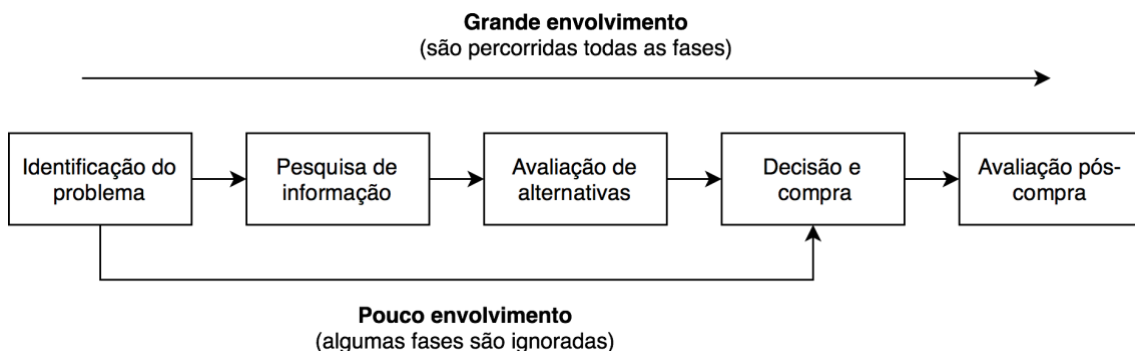 Grande envolvimento
(são percorridas todas as fases)
Identificação do
problema
Pesquisa de
informação
Avaliação de
alternativas
Decisão e
compra
Avaliação pós-
compra
Pouco envolvimento
(algumas fases são ignoradas)